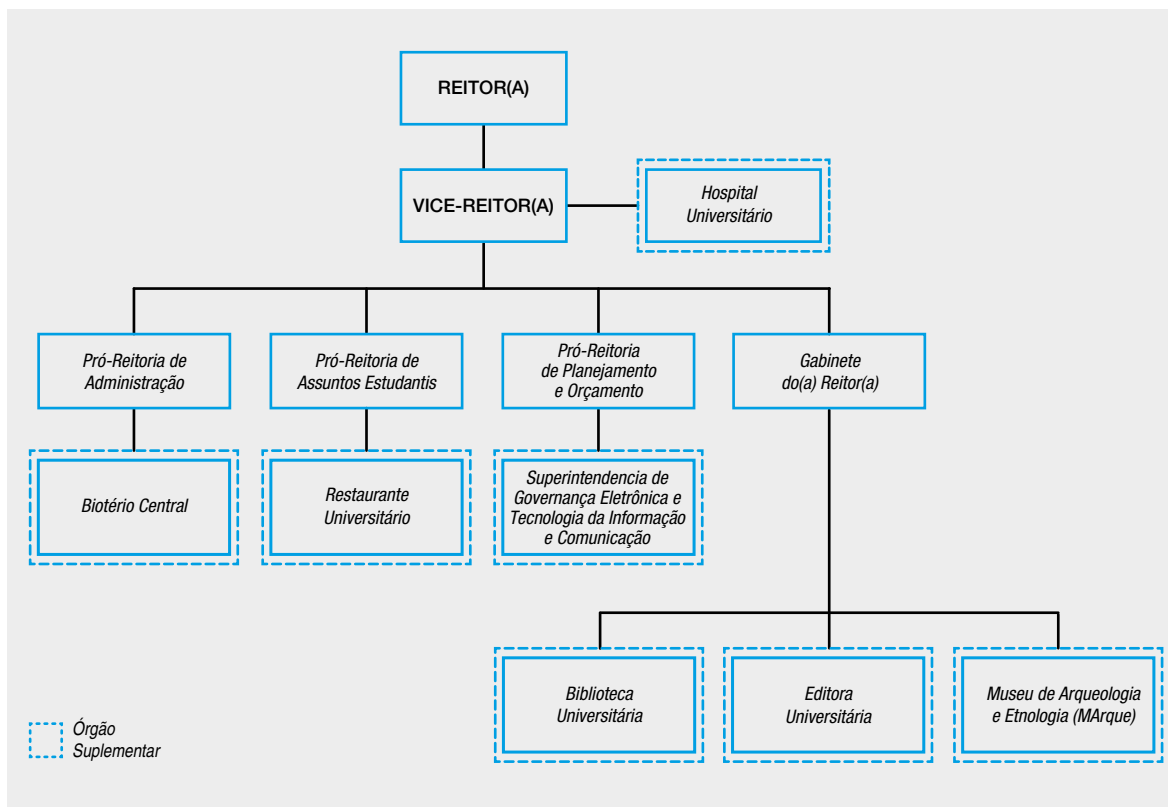 REITOR(A)
VICE-REITOR(A)
Hospital
Universitário
Pró-Reitoria de
Administração
Pró-Reitoria de
Assuntos Estudantis
Pró-Reitoria
de Planejamento
e Orçamento
Gabinete
do(a) Reitor(a)
Biotério Central
Restaurante
Universitário
Superintendencia de
Governança Eletrônica e
Tecnologia da Informação
e Comunicação
Biblioteca
Universitária
Editora
Universitária
Museu de Arqueologia
e Etnologia (MArque)
Órgão
Suplementar